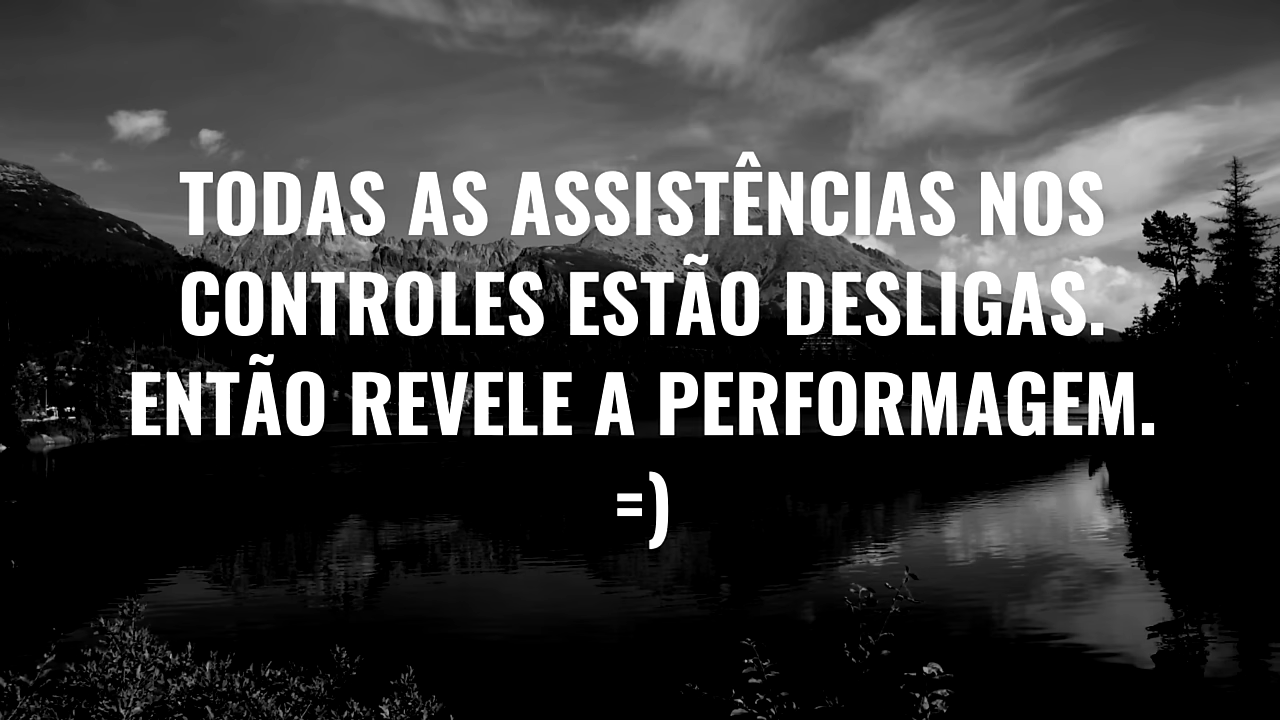 TODAS AS ASSISTÊNCIAS NOS
CONTROLES ESTÃO DESLIGAS.
ENTÃO REVELE A PERFORMAGEM.
=)